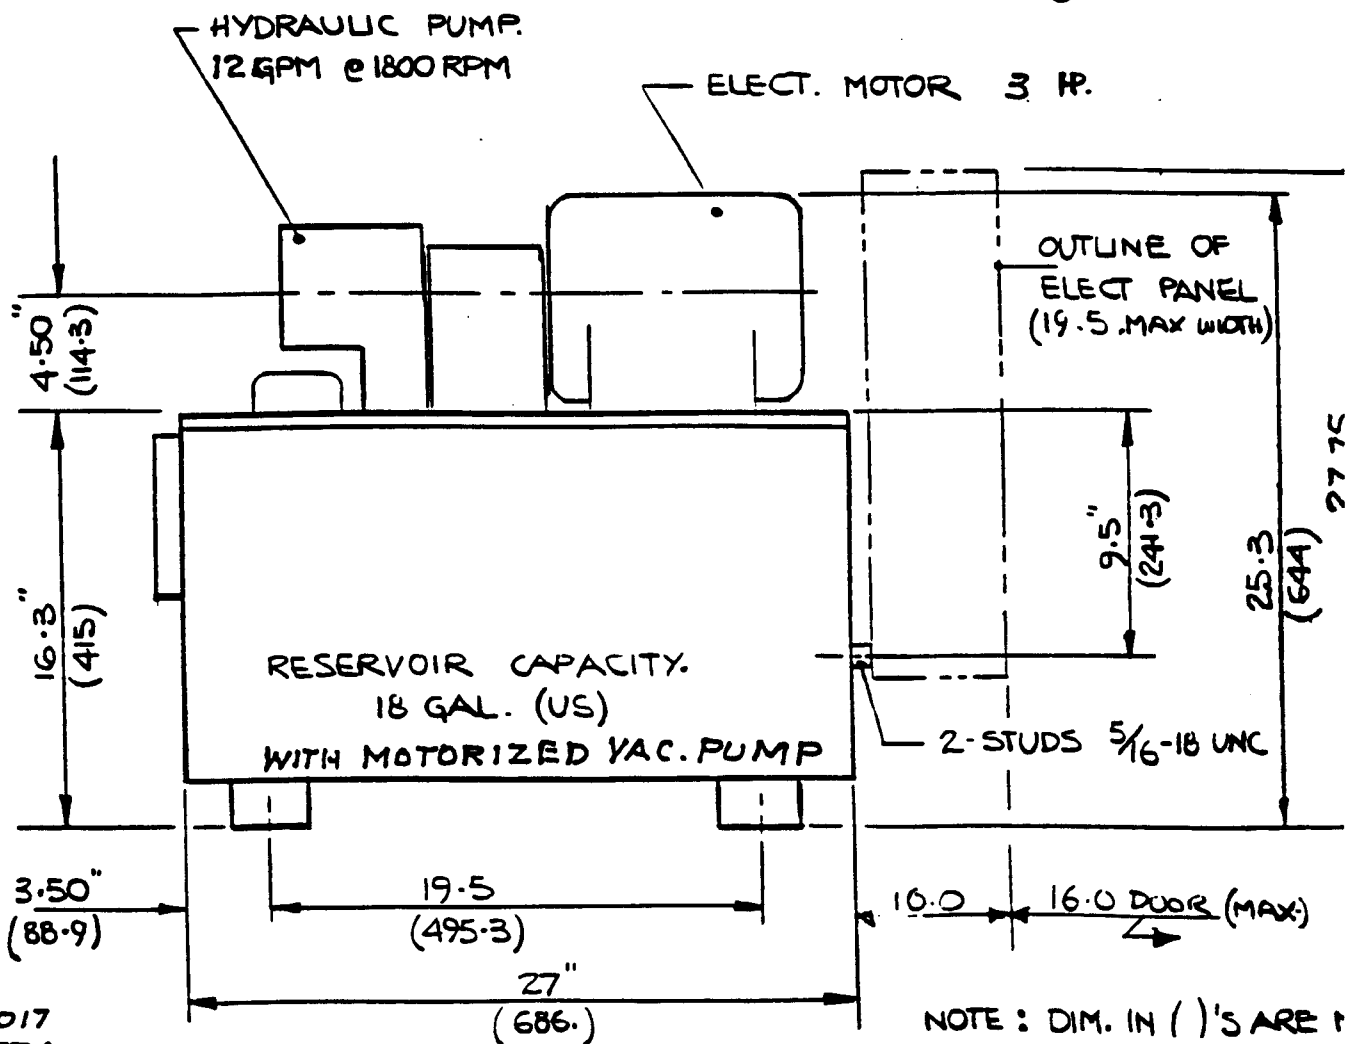 HYDRAULIC PUMP.
12 GPM @ 1800 RPM
ELECT. MOTOR 3 HP.
OUTLINE OF
ELECT PANEL
(19.5 MAX WIDTH)
4.50"
(114.3)
16.3"
(415)
9.5"
(241.3)
25.3
(644)
27.75
RESERVOIR CAPACITY.
18 GAL. (US)
WITH MOTORIZED VAC. PUMP
2-STUDS 5/16-18 UNC
3.50"
(88.9)
19.5
(495.3)
10.0
16.0 DOOR (MAX.)
27"
(686.)
017
NOTE : DIM. IN ( )'S ARE